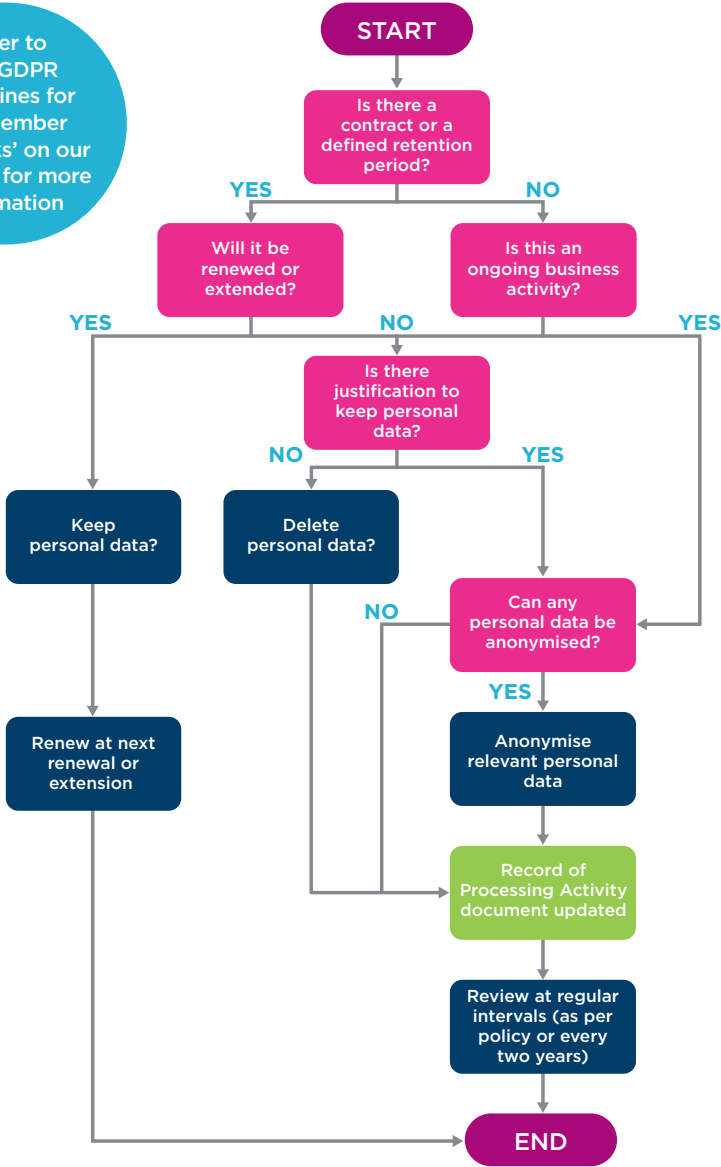 er to
GDPR
ines for
ember
s' on our
for more
mation
START
Is there a
contract or a
defined retention
period?
YES
NO
Will it be
renewed or
extended?
Is this an
ongoing business
activity?
YES
NO
YES
Is there
justification to
keep personal
data?
NO
YES
Keep
personal data?
Delete
personal data?
NO
Can any
personal data be
anonymised?
YES
Renew at next
renewal or
extension
Anonymise
relevant personal
data
Record of
Processing Activity
document updated
Review at regular
intervals (as per
policy or every
two years)
END